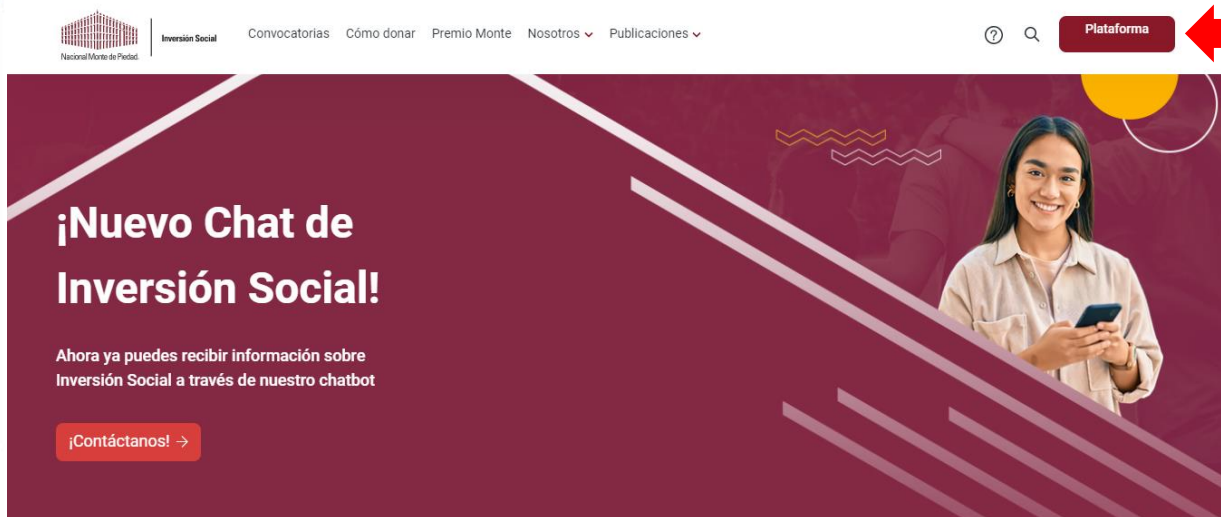 Nacional Monte de Piedad.
Inversión Social
Convocatorias Cómo donar Premio Monte Nosotros Publicaciones
?
Plataforma
¡Nuevo Chat de
Inversión Social!
Ahora ya puedes recibir información sobre
Inversión Social a través de nuestro chatbot
¡Contáctanos! →